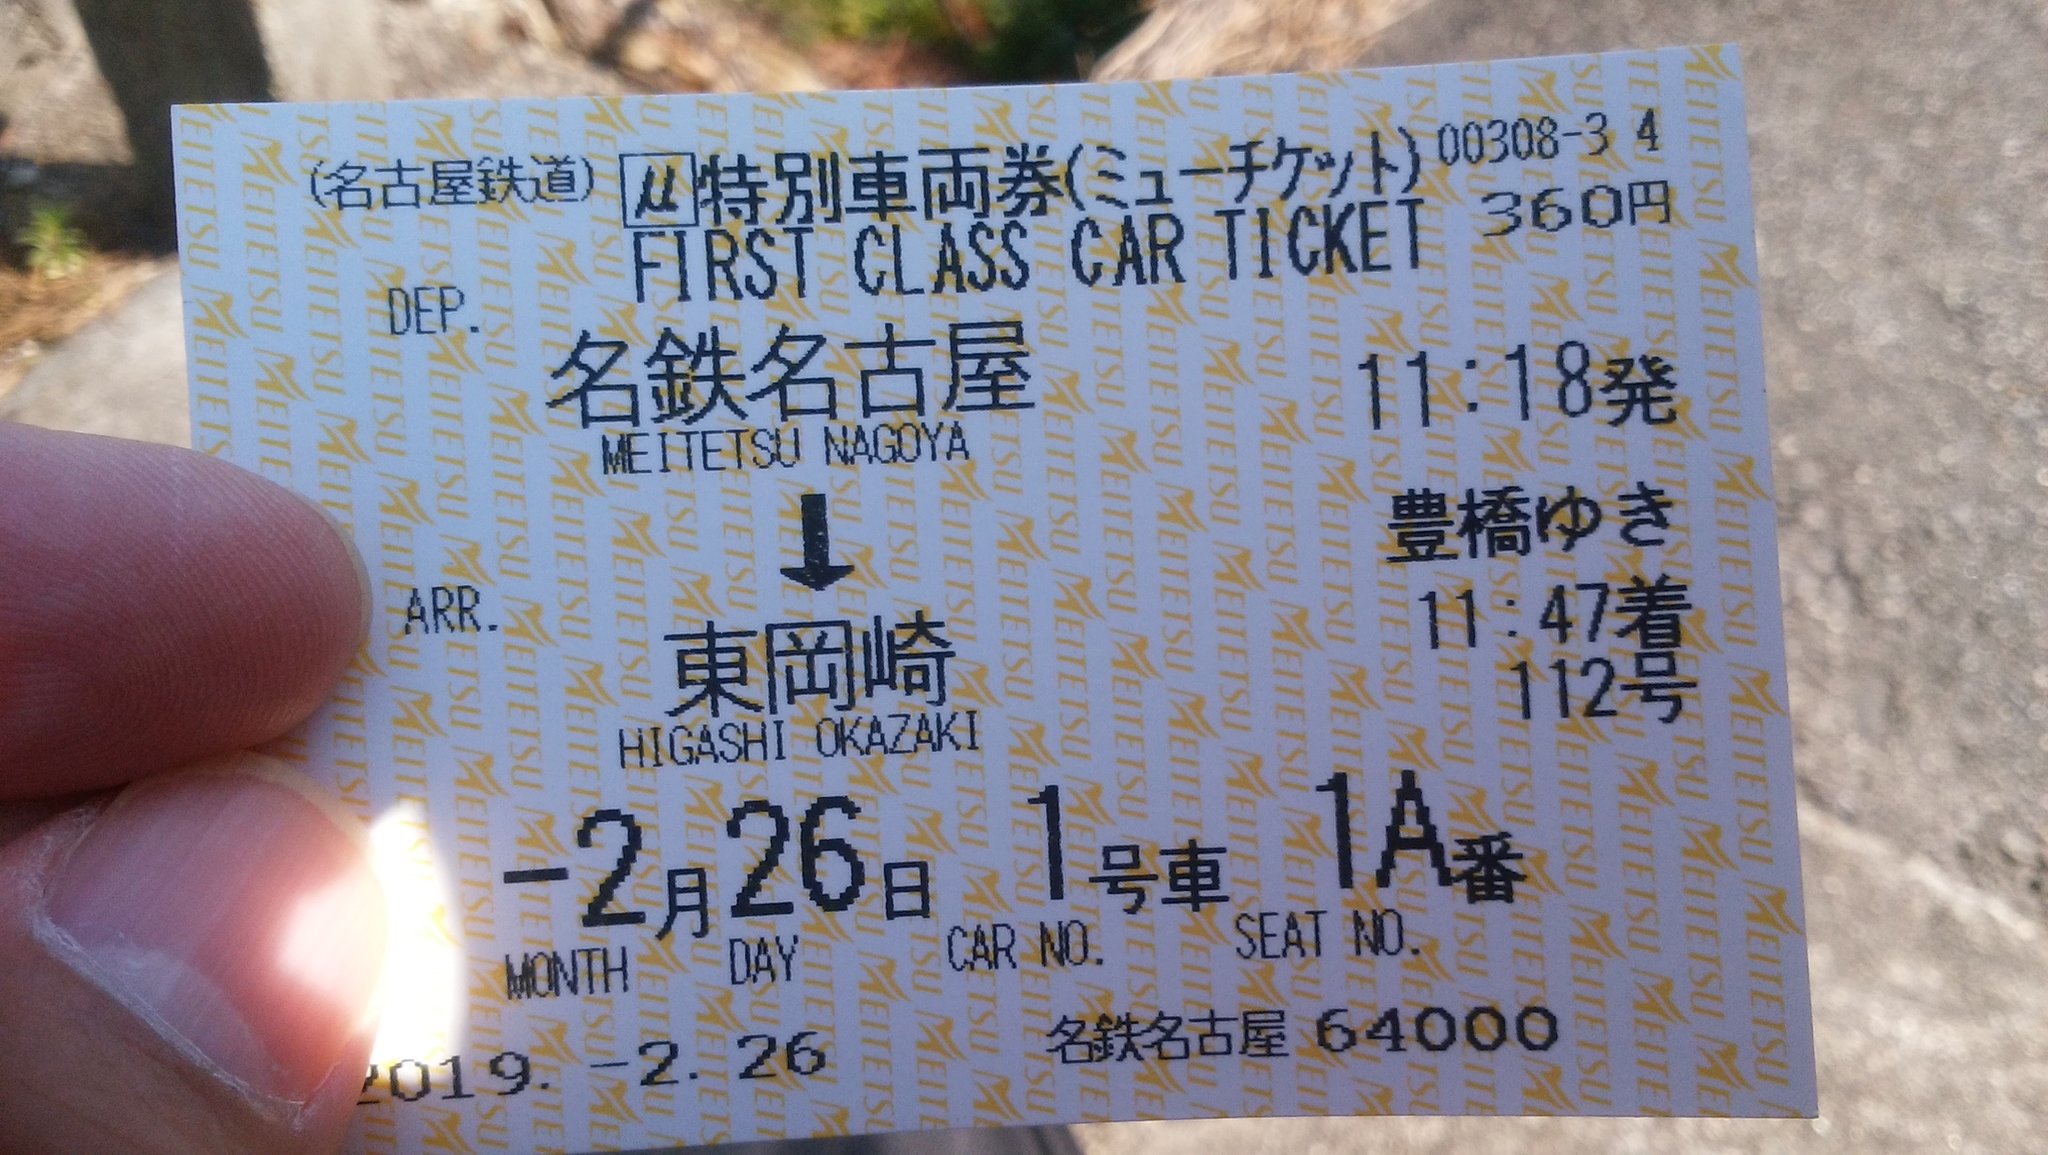 (名古屋鉄道) μ 特別車両券(ミューチケット) 00308-3 4
FIRST CLASS CAR TICKET 360円
DEP.
名鉄名古屋 11:18発
MEITETSU NAGOYA
豊橋ゆき
ARR. 11:47着
東岡崎 112号
HIGASHI OKAZAKI
-2月26日 1号車 1A番
MONTH DAY CAR NO. SEAT NO.
2019.-2.26 名鉄名古屋 64000